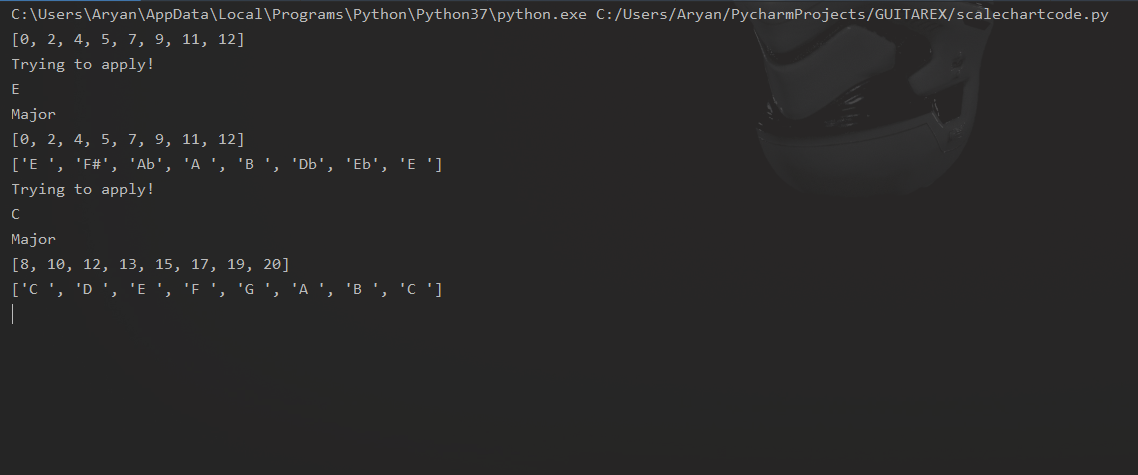 C:\Users\Aryan\AppData\Local\Programs\Python\Python37\python.exe C:/Users/Aryan/PycharmProjects/GUITAREX/scalechartcode.py
[0, 2, 4, 5, 7, 9, 11, 12]
Trying to apply!
E
Major
[0, 2, 4, 5, 7, 9, 11, 12]
['E ', 'F#', 'Ab', 'A ', 'B ', 'Db', 'Eb', 'E ']
Trying to apply!
C
Major
[8, 10, 12, 13, 15, 17, 19, 20]
['C ', 'D ', 'E ', 'F ', 'G ', 'A ', 'B ', 'C ']